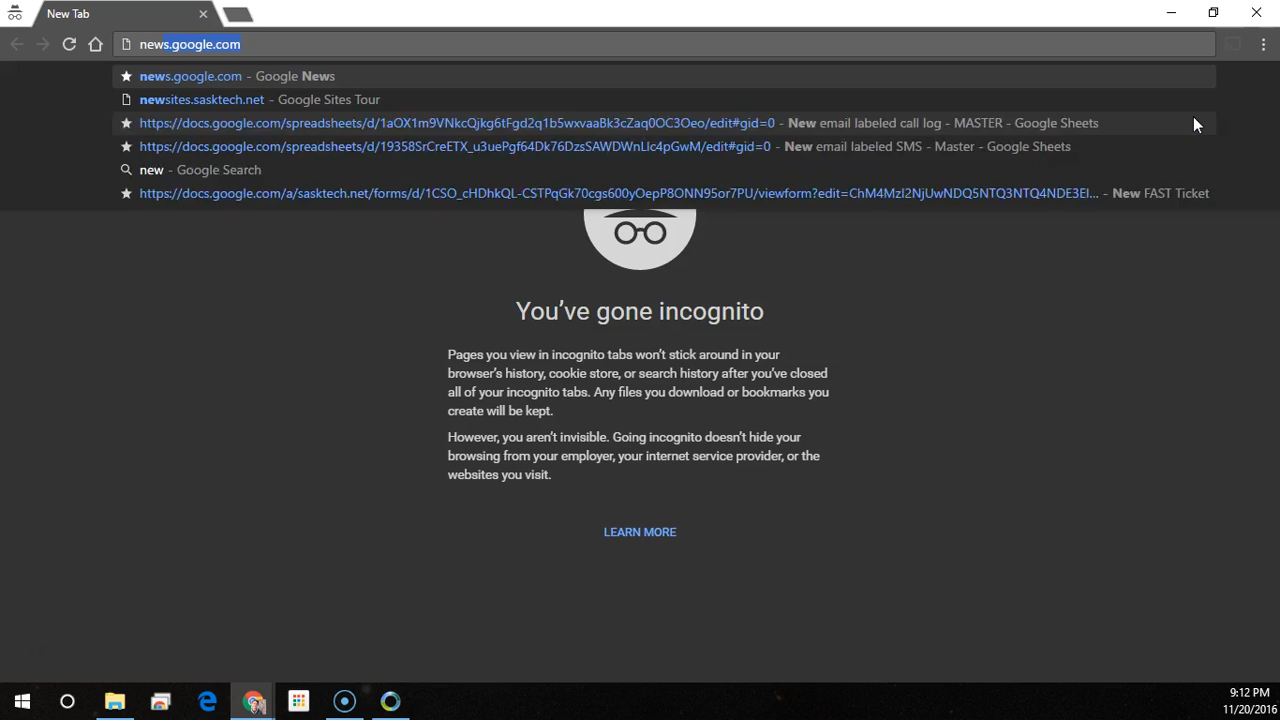 New Tab
news.google.com
news.google.com - Google News
newsites.sasktech.net - Google Sites Tour
https://docs.google.com/spreadsheets/d/1aOX1m9VNkcQjkg6tFgd2q1b5wxvaaBk3cZaq0OC3Oeo/edit#gid=0 - New email labeled call log - MASTER - Google Sheets
https://docs.google.com/spreadsheets/d/19358SrCreETX_u3uePgf64Dk76DzsSAWDWnLlc4pGwM/edit#gid=0 - New email labeled SMS - Master - Google Sheets
new - Google Search
https://docs.google.com/a/sasktech.net/forms/d/1CSO_cHDhkQL-CSTPqGk70cgs600yOepP8ONN95or7PU/viewform?edit=ChM4MzI2NjUwNDQ5NTQ3NTQ4NDE3EI... - New FAST Ticket
You've gone incognito
Pages you view in incognito tabs won't stick around in your
browser's history, cookie store, or search history after you've closed
all of your incognito tabs. Any files you download or bookmarks you
create will be kept.
However, you aren't invisible. Going incognito doesn't hide your
browsing from your employer, your internet service provider, or the
websites you visit.
LEARN MORE
9:12 PM
11/20/2016